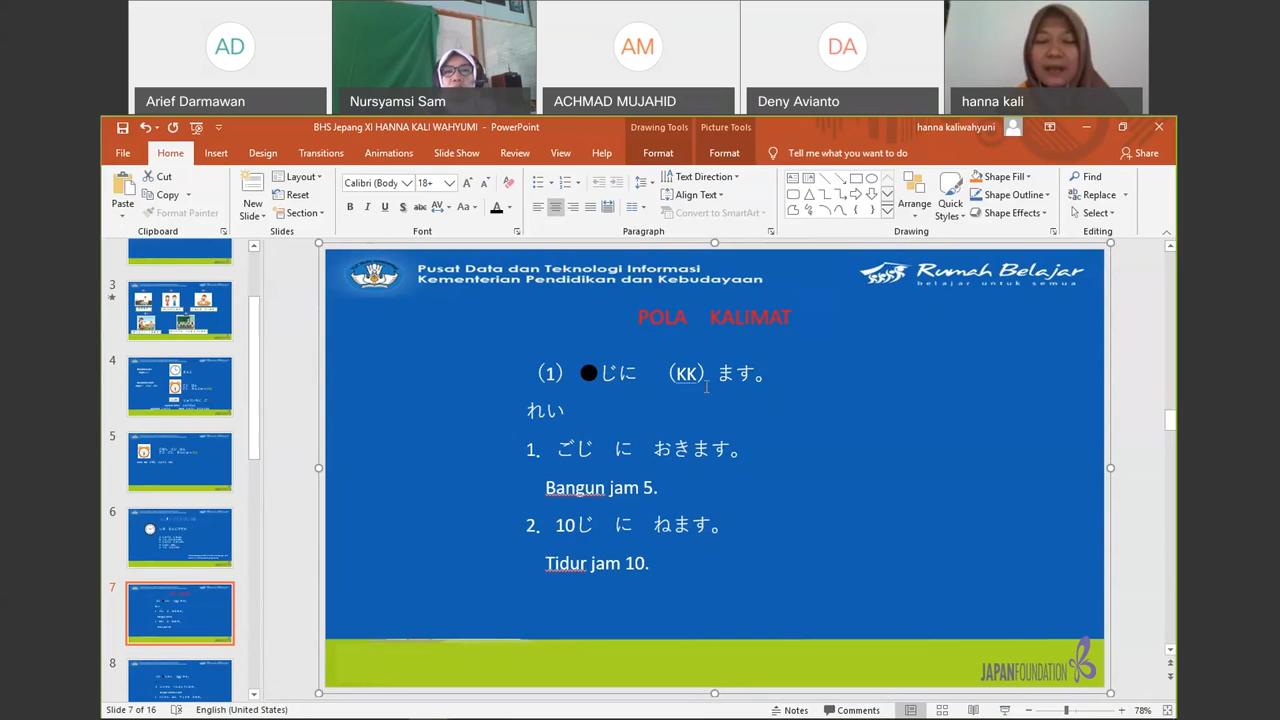 AD
AM
DA
Arief Darmawan
Nursyamsi Sam
ACHMAD MUJAHID
Deny Avianto
hanna kali
BHS Jepang XI HANNA KALI WAHYUMI - PowerPoint
Drawing Tools
Picture Tools
hanna kaliwahyuni
File
Home
Insert
Design
Transitions
Animations
Slide Show
Review
View
Help
Format
Format
Tell me what you want to do
Share
Paste
Cut
Copy
Format Painter
Clipboard
New Slide
Layout
Reset
Section
Slides
Calibri (Body
18+
Font
Text Direction
Align Text
Convert to SmartArt
Paragraph
Arrange
Quick Styles
Shape Fill
Shape Outline
Shape Effects
Drawing
Find
Replace
Select
Editing
3
4
5
6
7
8
Pusat Data dan Teknologi Informasi
Kementerian Pendidikan dan Kebudayaan
Rumah Belajar
belajar untuk semua
POLA KALIMAT
（1） ●じに （KK）ます。
れい
1. ごじ に おきます。
Bangun jam 5.
2. 10じ に ねます。
Tidur jam 10.
JAPANFOUNDATION
Slide 7 of 16
English (United States)
Notes
Comments
78%